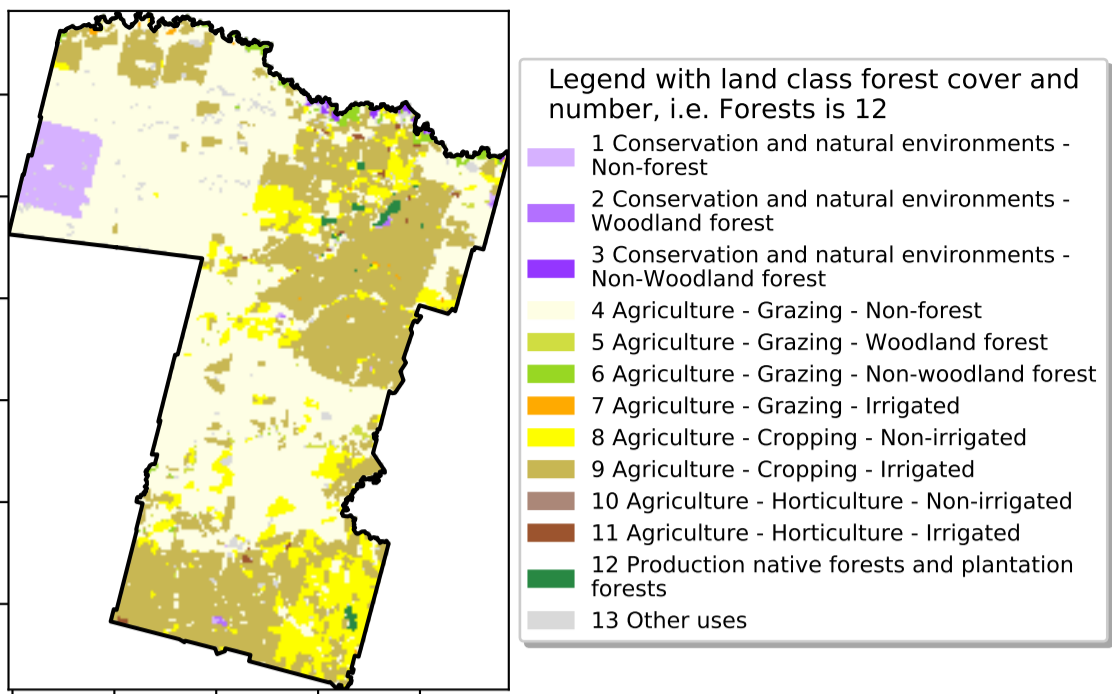 Legend with land class forest cover and
number, i.e. Forests is 12
1 Conservation and natural environments -
Non-forest
2 Conservation and natural environments -
Woodland forest
3 Conservation and natural environments -
Non-Woodland forest
4 Agriculture - Grazing - Non-forest
5 Agriculture - Grazing - Woodland forest
6 Agriculture - Grazing - Non-woodland forest
7 Agriculture - Grazing - Irrigated
8 Agriculture - Cropping - Non-irrigated
9 Agriculture - Cropping - Irrigated
10 Agriculture - Horticulture - Non-irrigated
11 Agriculture - Horticulture - Irrigated
12 Production native forests and plantation
forests
13 Other uses